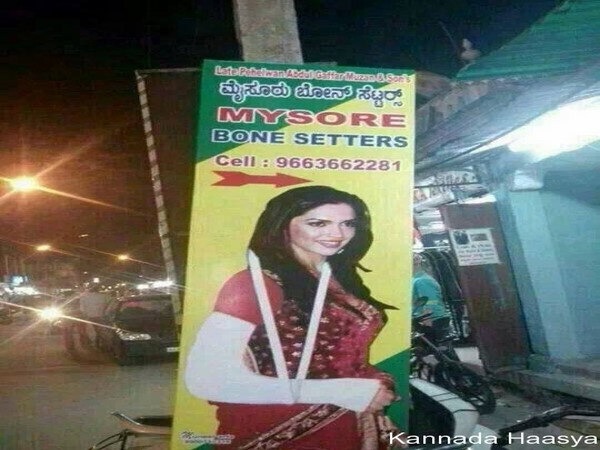 Late Pehelwan Abdul Gaffar Muzan & Son's
ಮೈಸೂರು ಬೋನ್ ಸೆಟ್ಟರ್ಸ್
MYSORE
BONE SETTERS
Cell : 9663662281
Kannada Haasya